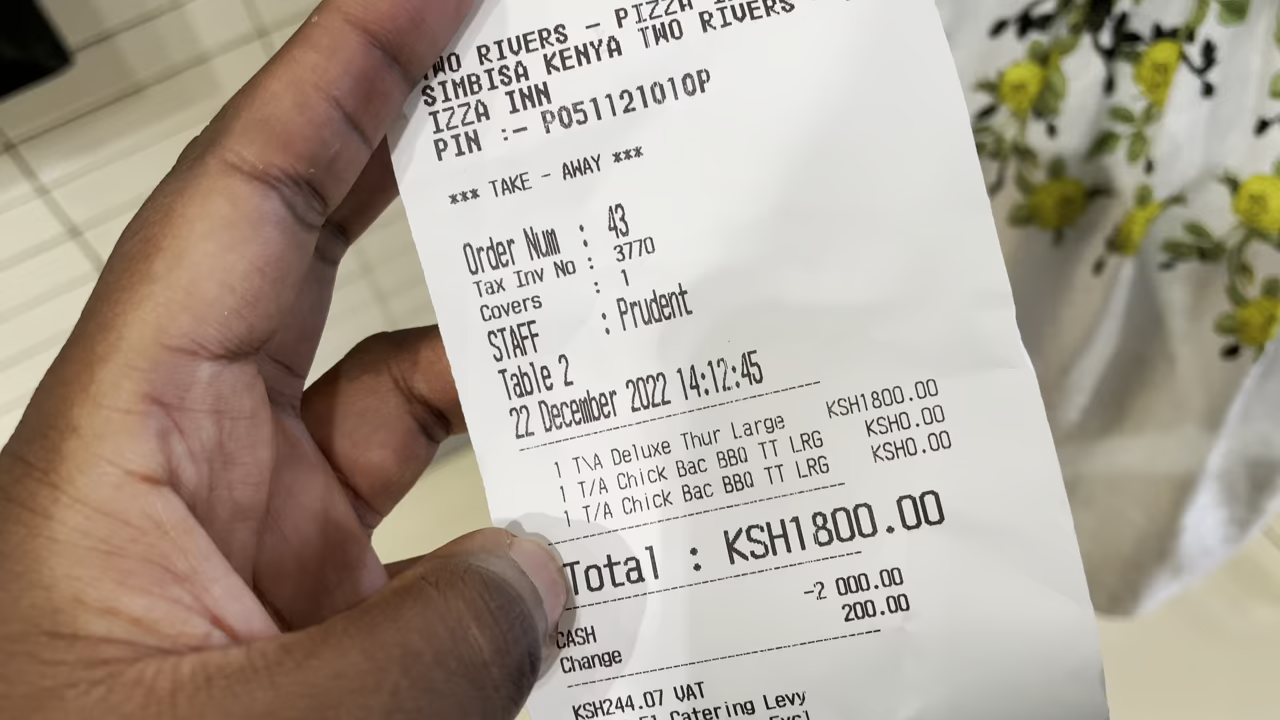 TWO RIVERS - PIZZA
SIMBISA KENYA TWO RIVERS
IZZA INN
PIN :- P051121010P
*** TAKE - AWAY ***
Order Num : 43
Tax Inv No : 3770
Covers : 1
STAFF : Prudent
Table 2
22 December 2022 14:12:45
1 T\A Deluxe Thur Large KSH1800.00
1 T/A Chick Bac BBQ TT LRG KSH0.00
1 T/A Chick Bac BBQ TT LRG KSH0.00
Total : KSH1800.00
-2 000.00
CASH 200.00
Change
KSH244.07 VAT
Catering Levy